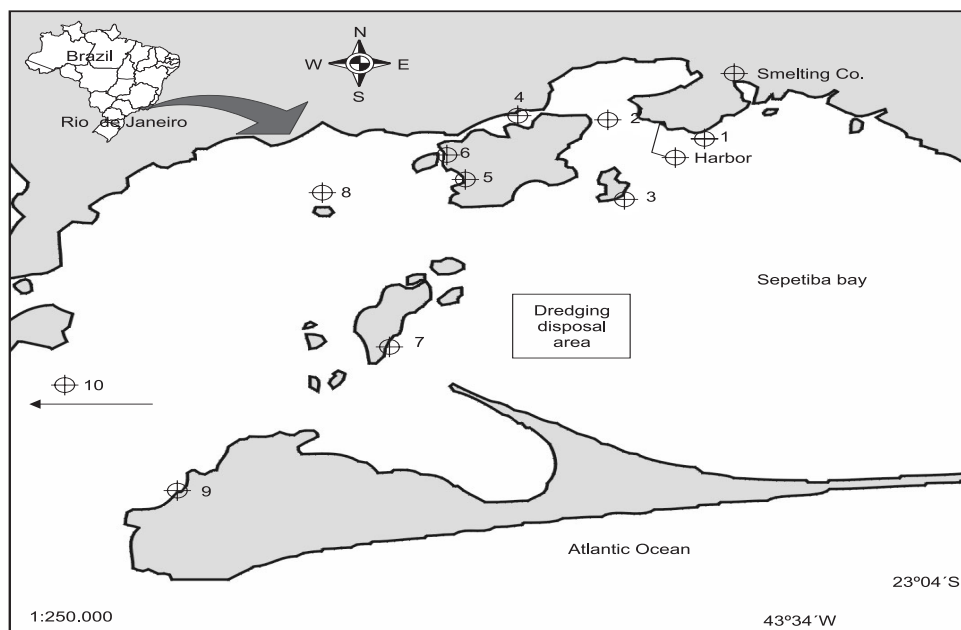 Brazil
Rio de Janeiro
N
W
E
S
Smelting Co.
4
2
1
Harbor
6
5
3
8
Sepetiba bay
Dredging
disposal
area
7
10
9
Atlantic Ocean
23º04´S
1:250.000
43º34´W